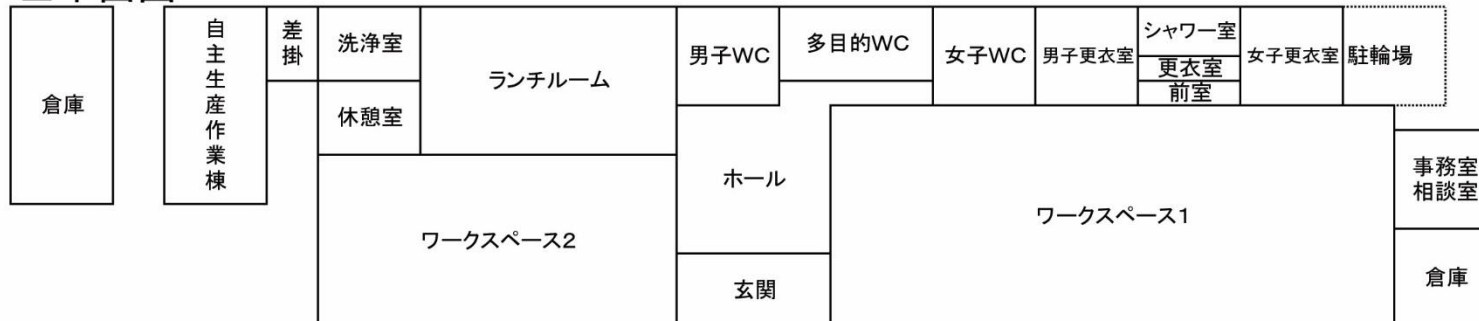 倉庫
自主生産作業棟
差掛
洗浄室
休憩室
ランチルーム
男子WC
多目的WC
女子WC
男子更衣室
シャワー室
更衣室
前室
女子更衣室
駐輪場
ワークスペース2
ホール
玄関
ワークスペース1
事務室
相談室
倉庫